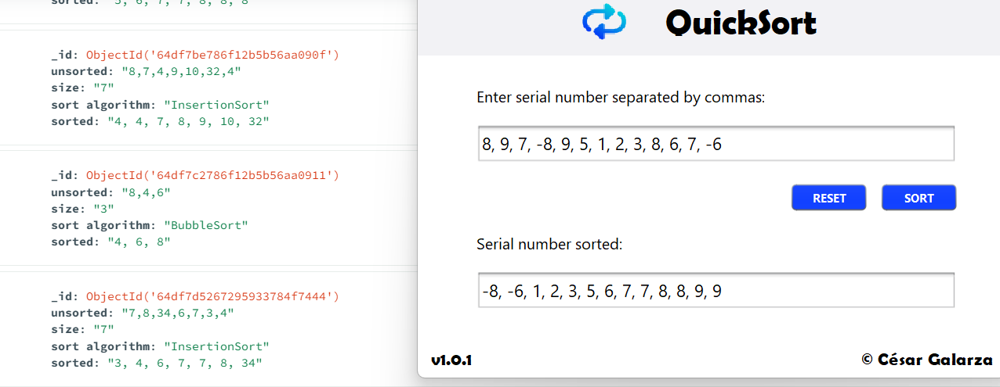 sorted: "5, 6, 7, 7, 8, 8, 8"
_id: ObjectId('64df7be786f12b5b56aa090f')
unsorted: "8,7,4,9,10,32,4"
size: "7"
sort algorithm: "InsertionSort"
sorted: "4, 4, 7, 8, 9, 10, 32"
_id: ObjectId('64df7c2786f12b5b56aa0911')
unsorted: "8,4,6"
size: "3"
sort algorithm: "BubbleSort"
sorted: "4, 6, 8"
_id: ObjectId('64df7d5267295933784f7444')
unsorted: "7,8,34,6,7,3,4"
size: "7"
sort algorithm: "InsertionSort"
sorted: "3, 4, 6, 7, 7, 8, 34"
QuickSort
Enter serial number separated by commas:
8, 9, 7, -8, 9, 5, 1, 2, 3, 8, 6, 7, -6
RESET
SORT
Serial number sorted:
-8, -6, 1, 2, 3, 5, 6, 7, 7, 8, 8, 9, 9
v1.0.1
© César Galarza